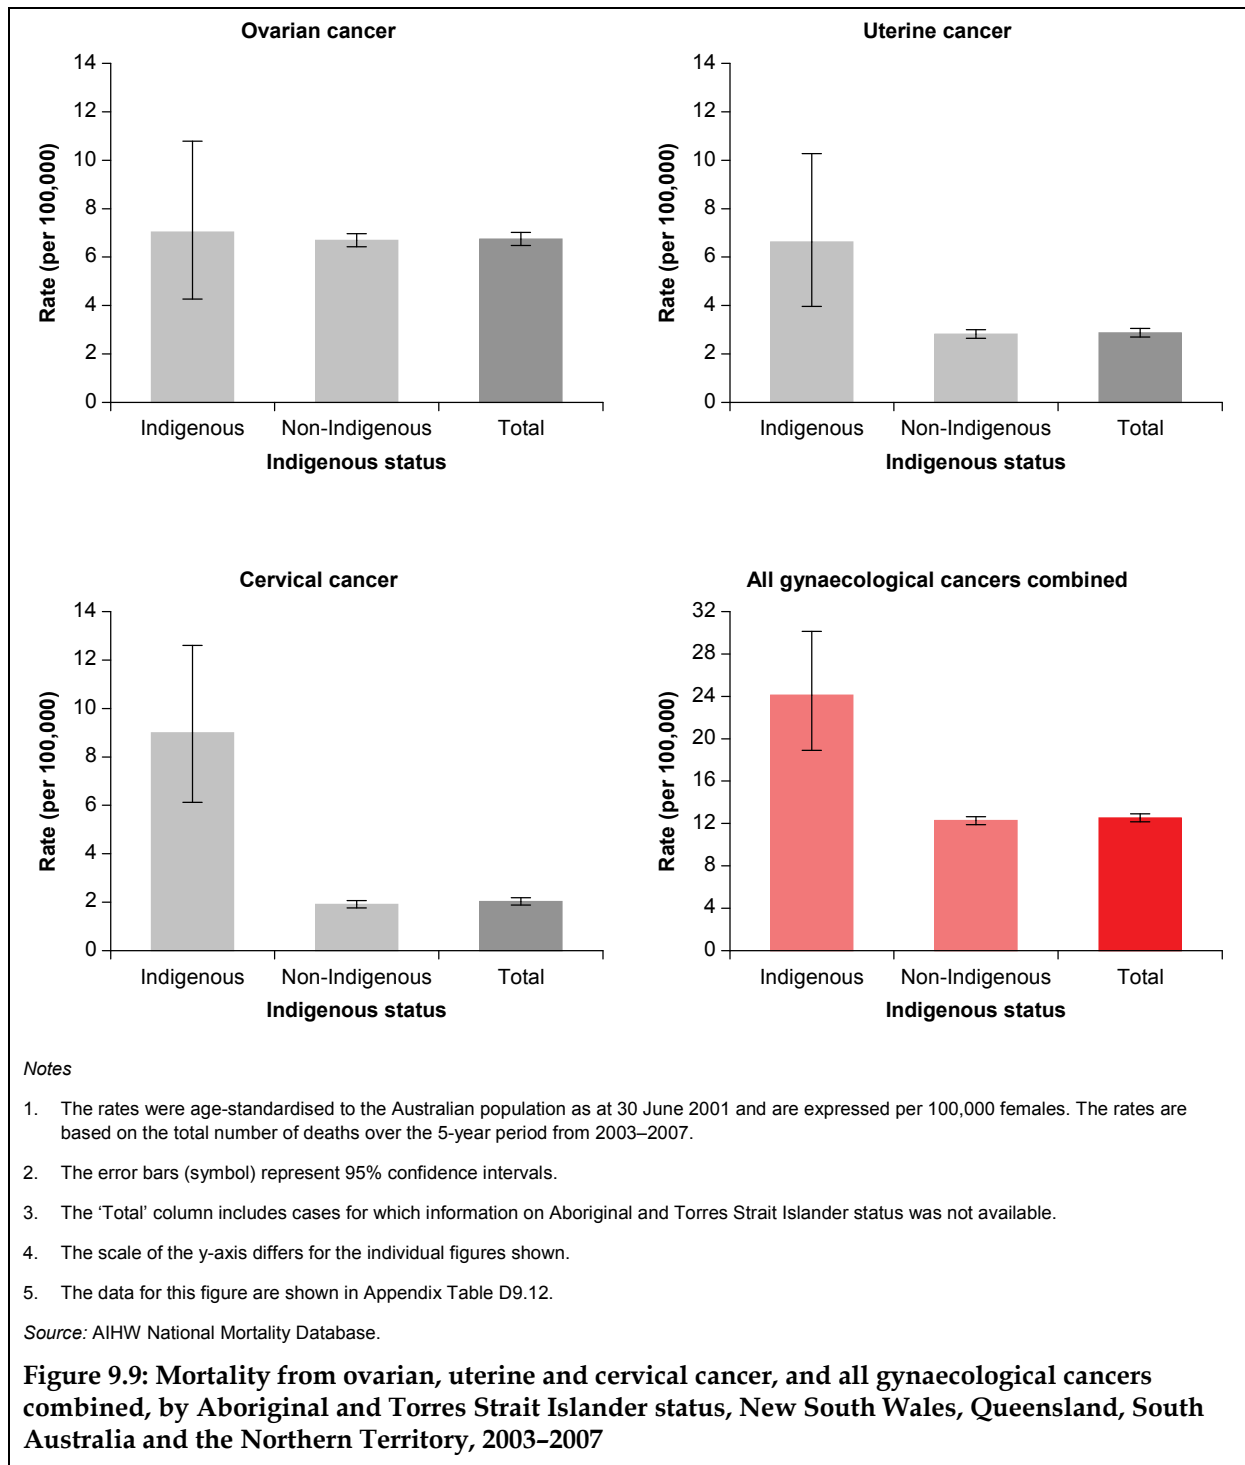 Ovarian cancer
14
12
10
8
6
4
2
0
Rate (per 100,000)
Indigenous Non-Indigenous Total
Indigenous status
Uterine cancer
14
12
10
8
6
4
2
0
Rate (per 100,000)
Indigenous Non-Indigenous Total
Indigenous status
Cervical cancer
14
12
10
8
6
4
2
0
Rate (per 100,000)
Indigenous Non-Indigenous Total
Indigenous status
All gynaecological cancers combined
32
28
24
20
16
12
8
4
0
Rate (per 100,000)
Indigenous Non-Indigenous Total
Indigenous status
Notes
1. The rates were age-standardised to the Australian population as at 30 June 2001 and are expressed per 100,000 females. The rates are
based on the total number of deaths over the 5-year period from 2003–2007.
2. The error bars (symbol) represent 95% confidence intervals.
3. The ‘Total’ column includes cases for which information on Aboriginal and Torres Strait Islander status was not available.
4. The scale of the y-axis differs for the individual figures shown.
5. The data for this figure are shown in Appendix Table D9.12.
Source: AIHW National Mortality Database.
Figure 9.9: Mortality from ovarian, uterine and cervical cancer, and all gynaecological cancers
combined, by Aboriginal and Torres Strait Islander status, New South Wales, Queensland, South
Australia and the Northern Territory, 2003–2007